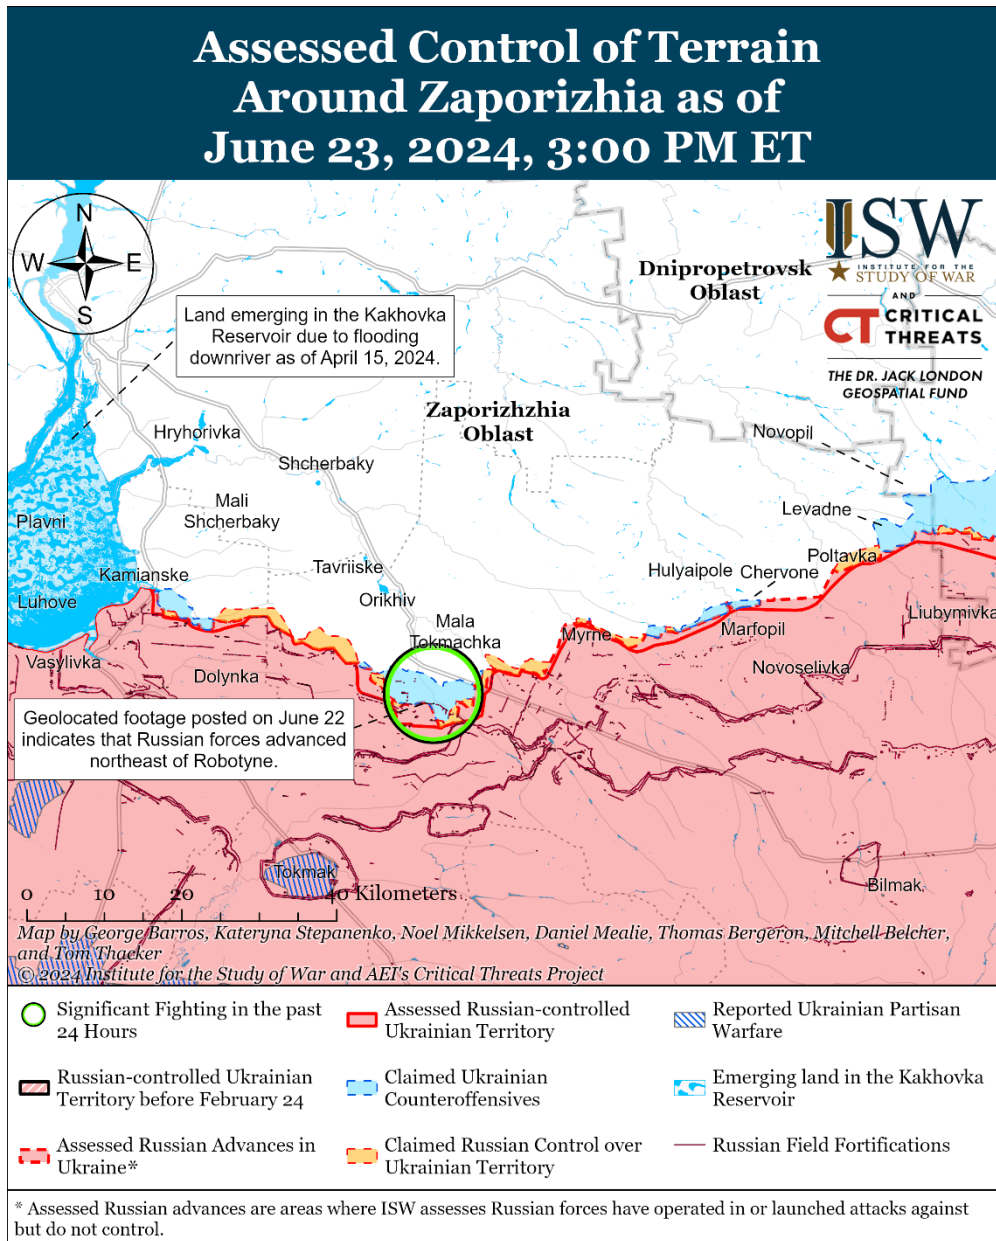 Assessed Control of Terrain
Around Zaporizhia as of
June 23, 2024, 3:00 PM ET
N
W
E
S
ISW
INSTITUTE FOR THE
STUDY OF WAR
AND
CT CRITICAL
THREATS
THE DR. JACK LONDON
GEOSPATIAL FUND
Dnipropetrovsk
Oblast
Land emerging in the Kakhovka
Reservoir due to flooding
downriver as of April 15, 2024.
Zaporizhzhia
Oblast
Hryhorivka
Novopil
Shcherbaky
Mali
Shcherbaky
Levadne
Plavni
Poltavka
Tavriiske
Hulyaipole
Chervone
Kamianske
Orikhiv
Luhove
Liubymivka
Mala
Tokmachka
Myrne
Marfopil
Vasylivka
Dolynka
Novoselivka
Geolocated footage posted on June 22
indicates that Russian forces advanced
northeast of Robotyne.
Tokmak
Bilmak
0 10 20 40 Kilometers
Map by George Barros, Kateryna Stepanenko, Noel Mikkelsen, Daniel Mealie, Thomas Bergeron, Mitchell Belcher,
and Tom Thacker
© 2024 Institute for the Study of War and AEI's Critical Threats Project
Significant Fighting in the past
24 Hours
Assessed Russian-controlled
Ukrainian Territory
Reported Ukrainian Partisan
Warfare
Russian-controlled Ukrainian
Territory before February 24
Claimed Ukrainian
Counteroffensives
Emerging land in the Kakhovka
Reservoir
Assessed Russian Advances in
Ukraine*
Claimed Russian Control over
Ukrainian Territory
Russian Field Fortifications
* Assessed Russian advances are areas where ISW assesses Russian forces have operated in or launched attacks against
but do not control.